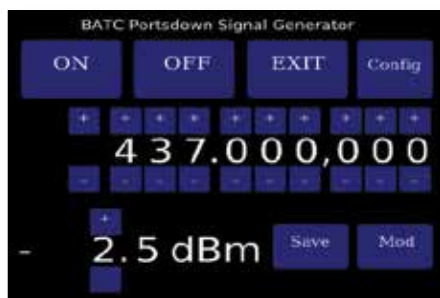 BATC Portsdown Signal Generator
ON OFF EXIT Config
+ + + + + + + + + +
437.000,000
- - - - - - - - - -
+
- 2.5 dBm Save Mod